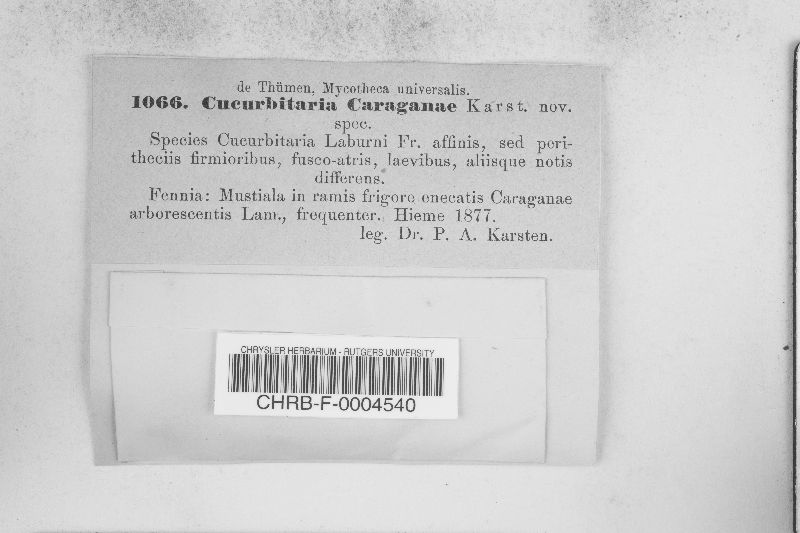 de Thümen, Mycotheca universalis.
1066. Cucurbitaria Caraganae Karst. nov.
spec.
Species Cucurbitaria Laburni Fr. affinis, sed peri-
theciis firmioribus, fusco-atris, laevibus, aliisque notis
differens.
Fennia: Mustiala in ramis frigore enecatis Caraganae
arborescentis Lam., frequenter. Hieme 1877.
leg. Dr. P. A. Karsten.
CHRYSLER HERBARIUM - RUTGERS UNIVERSITY
CHRB-F-0004540